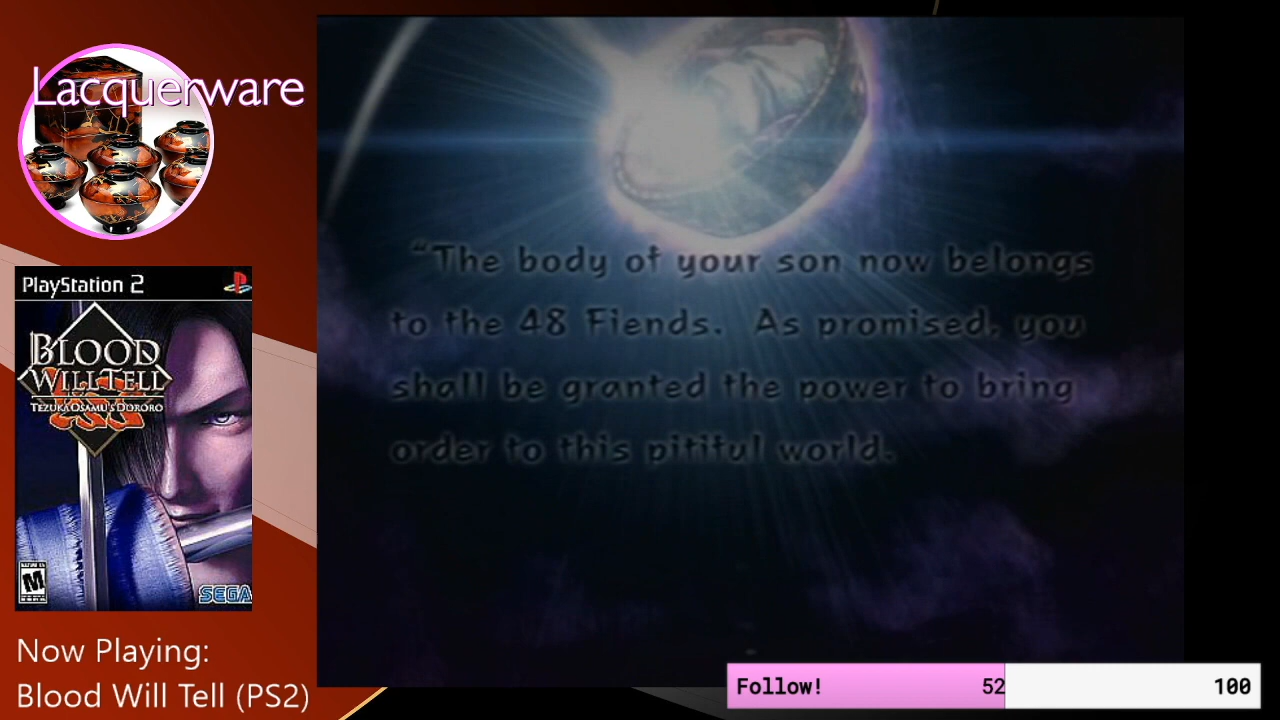 Lacquerware
PlayStation 2
BLOOD
WILL TELL
TEZUKA OSAMU'S DORORO
M
SEGA
Now Playing:
Blood Will Tell (PS2)
“The body of your son now belongs
to the 48 Fiends. As promised, you
shall be granted the power to bring
order to this pitiful world.
Follow! 52 100